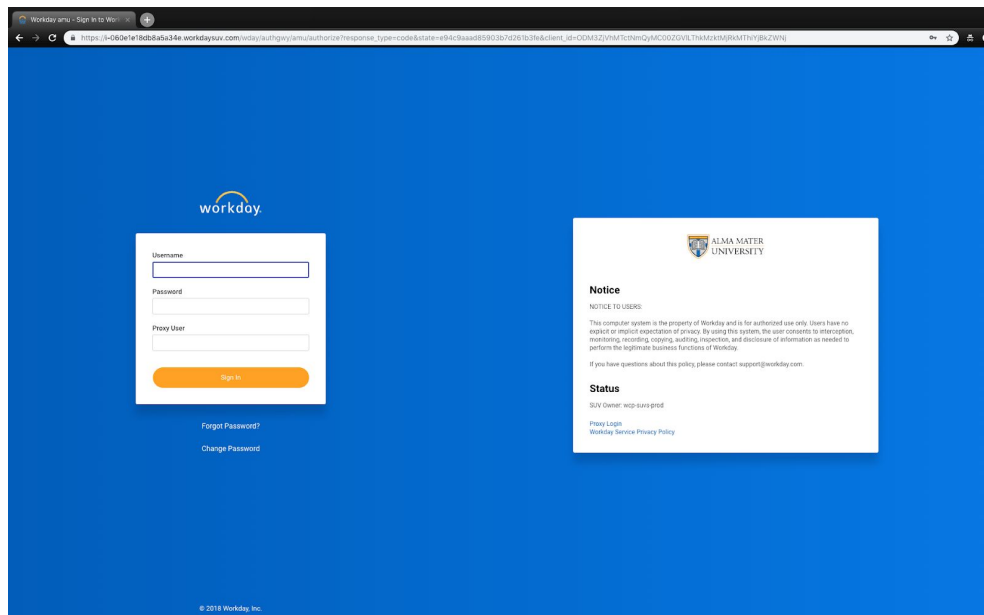 Workday amu - Sign In to Work
https://i-060e1e18db8a5a34e.workdaysuv.com/wday/authgwy/amu/authorize?response_type=code&state=
workday.
Username
Password
Proxy User
Sign In
Forgot Password?
Change Password
© 2018 Workday, Inc.
ALMA MATER
UNIVERSITY
Notice
NOTICE TO USERS:
This computer system is the property of Workday and is for authorized use only. Users have no
explicit or implicit expectation of privacy. By using this system, the user consents to interception,
monitoring, recording, copying, auditing, inspection, and disclosure of information as needed to
perform the legitimate business functions of Workday.
If you have questions about this policy, please contact support@workday.com.
Status
SUV Owner: wcp-suvs-prod
Proxy Login
Workday Service Privacy Policy